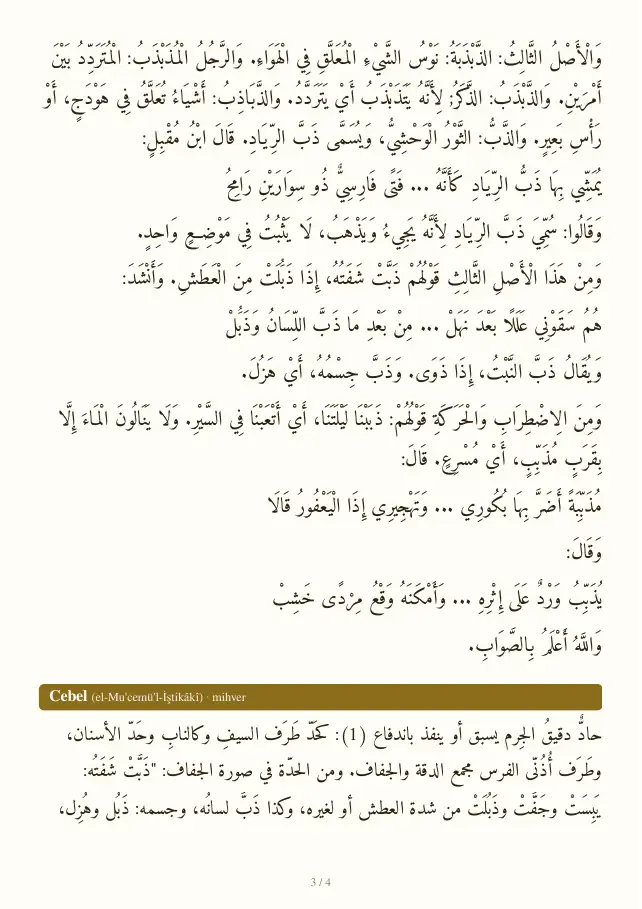 وَالْأَصْلُ الثَّالِثُ: الذَّبْذَبَةُ: نَوْسُ الشَّيْءِ الْمُعَلَّقِ فِي الْهَوَاءِ. وَالرَّجُلُ الْمُذَبْذَبُ: الْمُتَرَدِّدُ بَيْنَ
أَمْرَيْنِ. وَالذَّبْذَبُ: الذَّكَرُ; لِأَنَّهُ يَتَذَبْذَبُ أَيْ يَتَرَدَّدُ. وَالذَّبَاذِبُ: أَشْيَاءُ تُعَلَّقُ فِي هَوْدَجٍ، أَوْ
رَأْسِ بَعِيرٍ. وَالذَّبُّ: الثَّوْرُ الْوَحْشِيُّ، وَيُسَمَّى ذَبَّ الرِّيَادِ. قَالَ ابْنُ مُقْبِلٍ:
يُمَشِّي بِهَا ذَبُّ الرِّيَادِ كَأَنَّهُ ... فَتًى فَارِسِيٌّ ذُو سِوَارَيْنِ رَامِحُ
وَقَالُوا: سُمِّيَ ذَبَّ الرِّيَادِ لِأَنَّهُ يَجِيءُ وَيَذْهَبُ، لَا يَثْبُتُ فِي مَوْضِعٍ وَاحِدٍ.
وَمِنْ هَذَا الْأَصْلِ الثَّالِثِ قَوْلُهُمْ ذَبَّتْ شَفَتُهُ، إِذَا ذَبُلَتْ مِنَ الْعَطَشِ. وَأَنْشَدَ:
هُمُ سَقَوْنِي عَلَلًا بَعْدَ نَهَلْ ... مِنْ بَعْدِ مَا ذَبَّ اللِّسَانُ وَذَبُلْ
وَيُقَالُ ذَبَّ النَّبْتُ، إِذَا ذَوَى. وَذَبَّ جِسْمُهُ، أَيْ هَزُلَ.
وَمِنَ الِاضْطِرَابِ وَالْحَرَكَةِ قَوْلُهُمْ: ذَبَبْنَا لَيْلَتَنَا، أَيْ أَتْعَبْنَا فِي السَّيْرِ. وَلَا يَنَالُونَ الْمَاءَ إِلَّا
بِقَرَبٍ مُذَبِّبٍ، أَيْ مُسْرِعٍ. قَالَ:
مُذَبِّبَةً أَضَرَّ بِهَا بُكُورِي ... وَتَهْجِيرِي إِذَا الْيَعْفُورُ قَالَا
وَقَالَ:
يُذَبِّبُ وَرْدٌ عَلَى إِثْرِهِ ... وَأَمْكَنَهُ وَقْعُ مِرْدًى خَشِبْ
وَاللَّهُ أَعْلَمُ بِالصَّوَابِ.
Cebel (el-Mu'cemü'l-İştikâkî) · mihver
حادٌّ دقيقُ الجِرم يسبق أو ينفذ باندفاع (1): كحَدّ طَرَف السيفِ وكالنابِ وحَدّ الأسنان،
وطَرَف أُذُنَى الفرس مجمع الدقة والجفاف. ومن الحدّة في صورة الجفاف: "ذَبَّتْ شَفَتُه:
يَبِسَتْ وجَفَّتْ وذَبُلَتْ من شدة العطش أو لغيره، وكذا ذَبَّ لسانُه، وجسمه: ذَبُل وهُزِل،
3 / 4